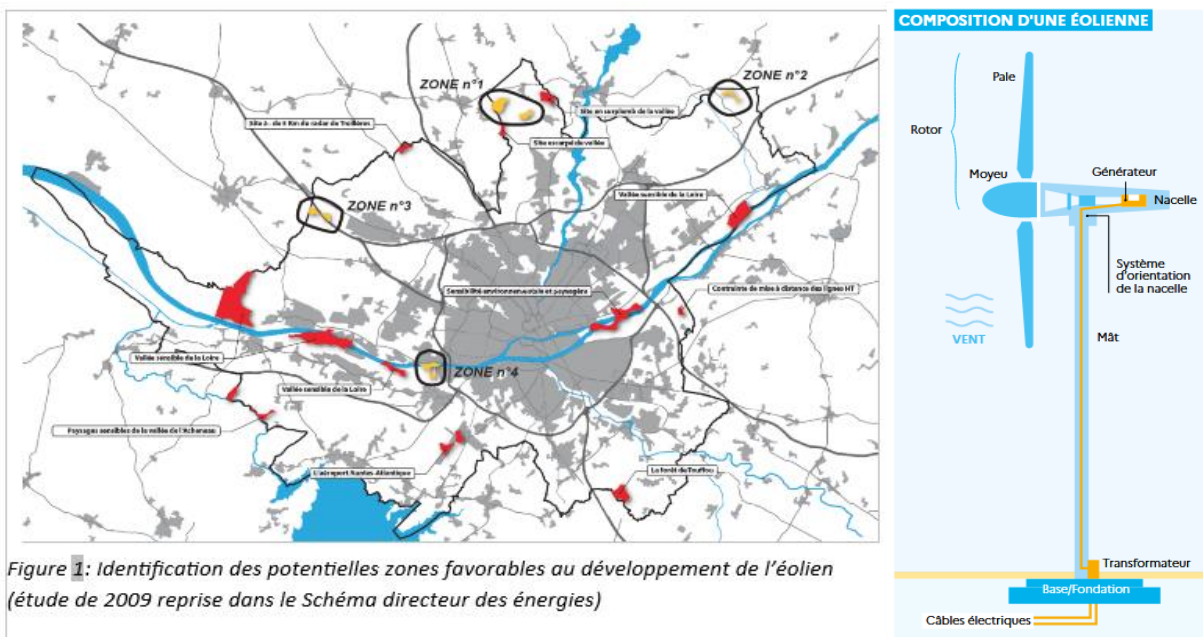 ZONE n°1
ZONE n°2
Site à - de 5 Km du radar de Treillières
Site en surplomb de la vallée
Site escarpé de vallée
Vallée sensible de la Loire
ZONE n°3
Sensibilité environnementale et paysagère
Contrainte de mise à distance des lignes HT
Vallée sensible de la Loire
ZONE n°4
Vallée sensible de la Loire
Paysages sensibles de la vallée de l'Acheneau
L'aéroport Nantes-Atlantique
La forêt de Touffou
Figure 1: Identification des potentielles zones favorables au développement de l'éolien
(étude de 2009 reprise dans le Schéma directeur des énergies)
COMPOSITION D'UNE ÉOLIENNE
Pale
Rotor
Moyeu
Générateur
Nacelle
Système
d'orientation
de la nacelle
VENT
Mât
Transformateur
Base/Fondation
Câbles électriques